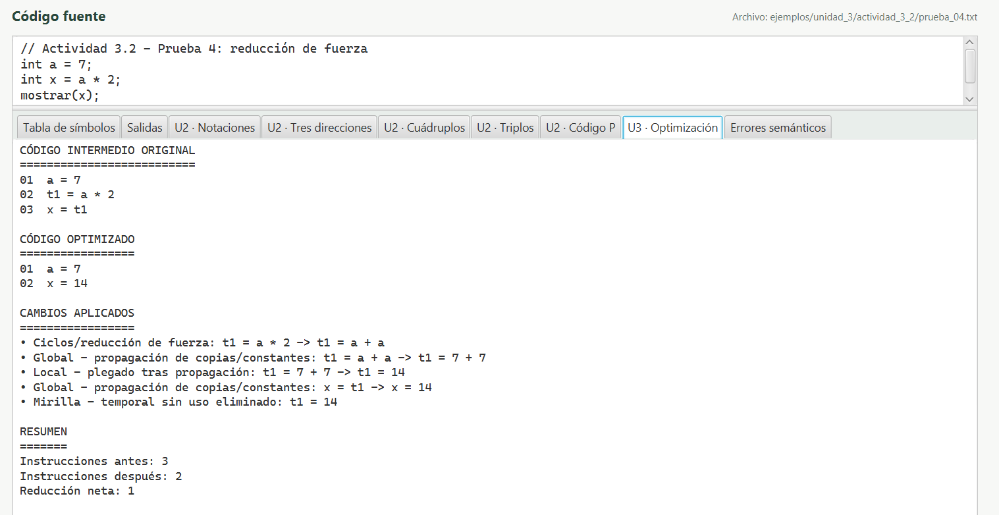 Código fuente
Archivo: ejemplos/unidad_3/actividad_3_2/prueba_04.txt
// Actividad 3.2 – Prueba 4: reducción de fuerza
int a = 7;
int x = a * 2;
mostrar(x);
Tabla de símbolos Salidas U2 · Notaciones U2 · Tres direcciones U2 · Cuádruplos U2 · Triplos U2 · Código P U3 · Optimización Errores semánticos
CÓDIGO INTERMEDIO ORIGINAL
==========================
01  a = 7
02  t1 = a * 2
03  x = t1
CÓDIGO OPTIMIZADO
=================
01  a = 7
02  x = 14
CAMBIOS APLICADOS
=================
• Ciclos/reducción de fuerza: t1 = a * 2 -> t1 = a + a
• Global – propagación de copias/constantes: t1 = a + a -> t1 = 7 + 7
• Local – plegado tras propagación: t1 = 7 + 7 -> t1 = 14
• Global – propagación de copias/constantes: x = t1 -> x = 14
• Mirilla – temporal sin uso eliminado: t1 = 14
RESUMEN
=======
Instrucciones antes: 3
Instrucciones después: 2
Reducción neta: 1